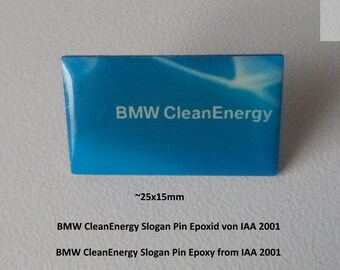 BMW CleanEnergy
~25x15mm
BMW CleanEnergy Slogan Pin Epoxid von IAA 2001
BMW CleanEnergy Slogan Pin Epoxy from IAA 2001